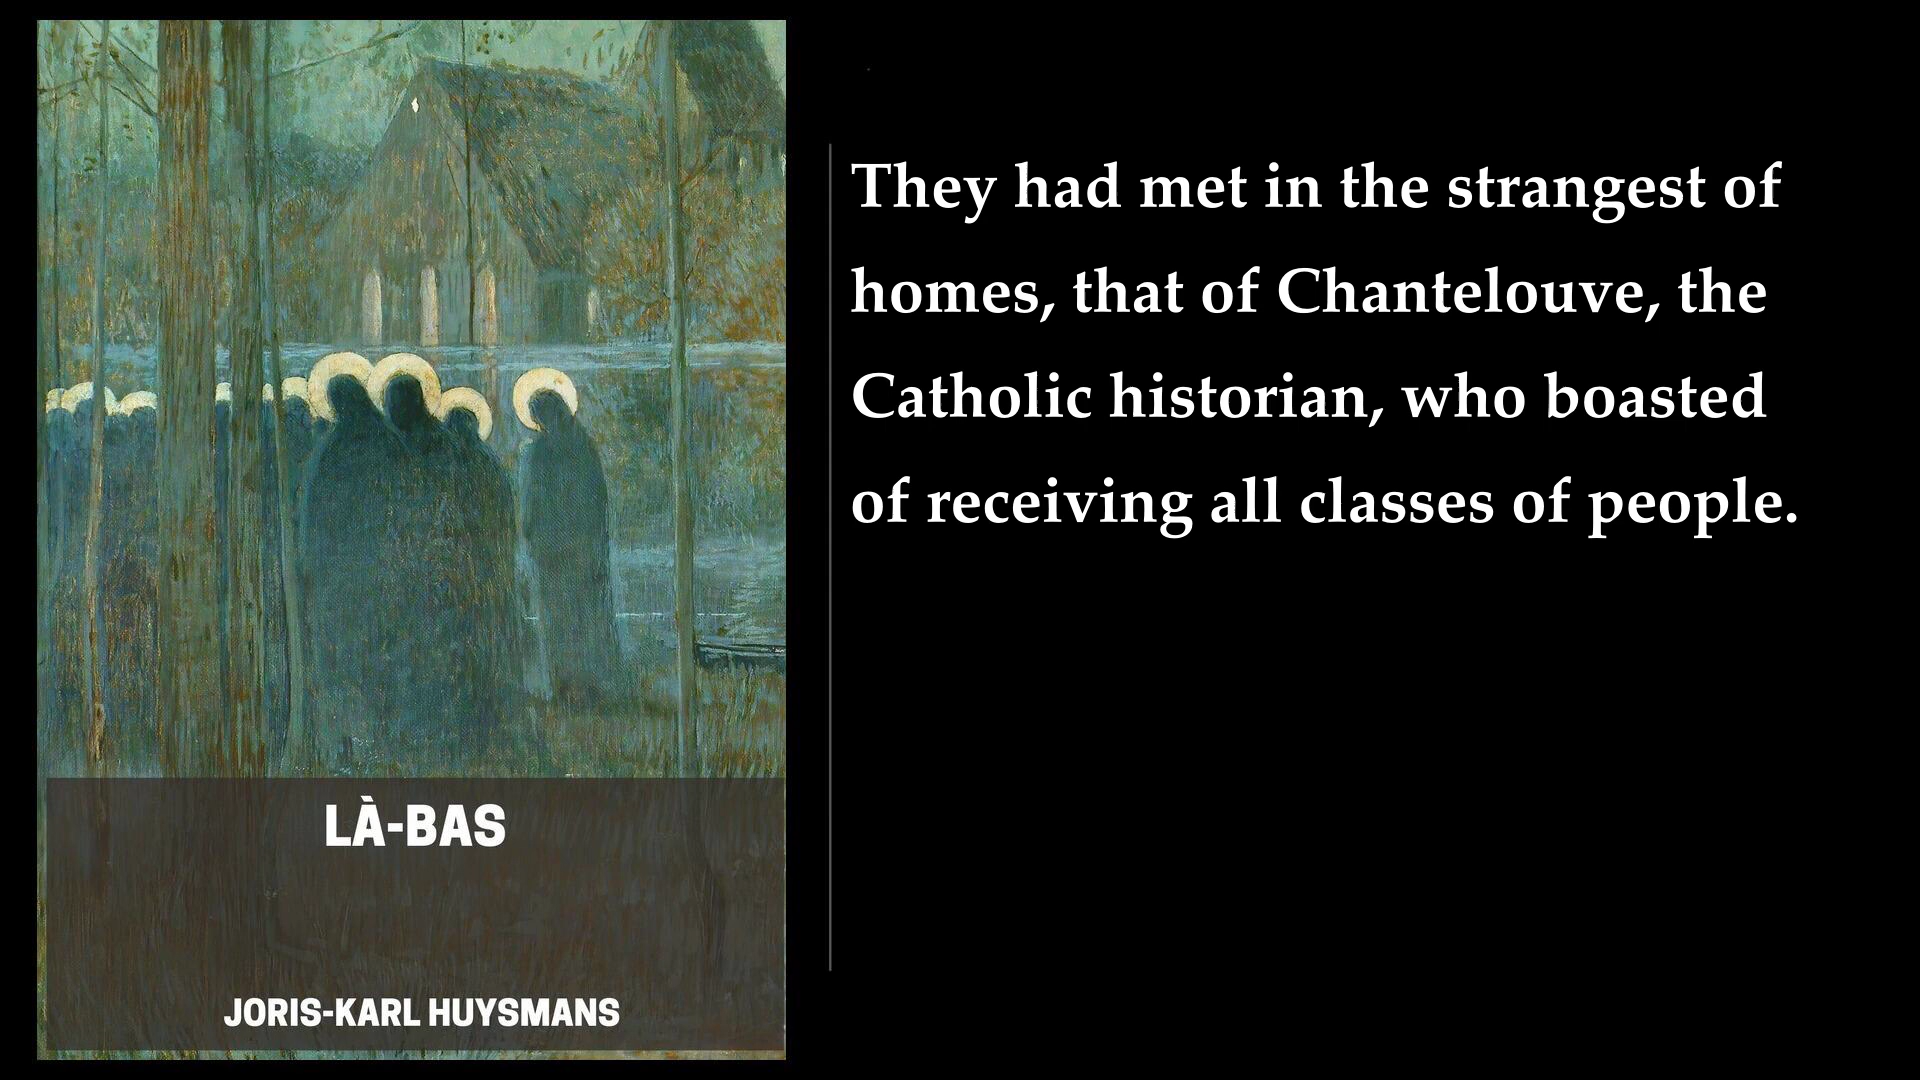 They had met in the strangest of
homes, that of Chantelouve, the
Catholic historian, who boasted
of receiving all classes of people.
LÀ-BAS
JORIS-KARL HUYSMANS